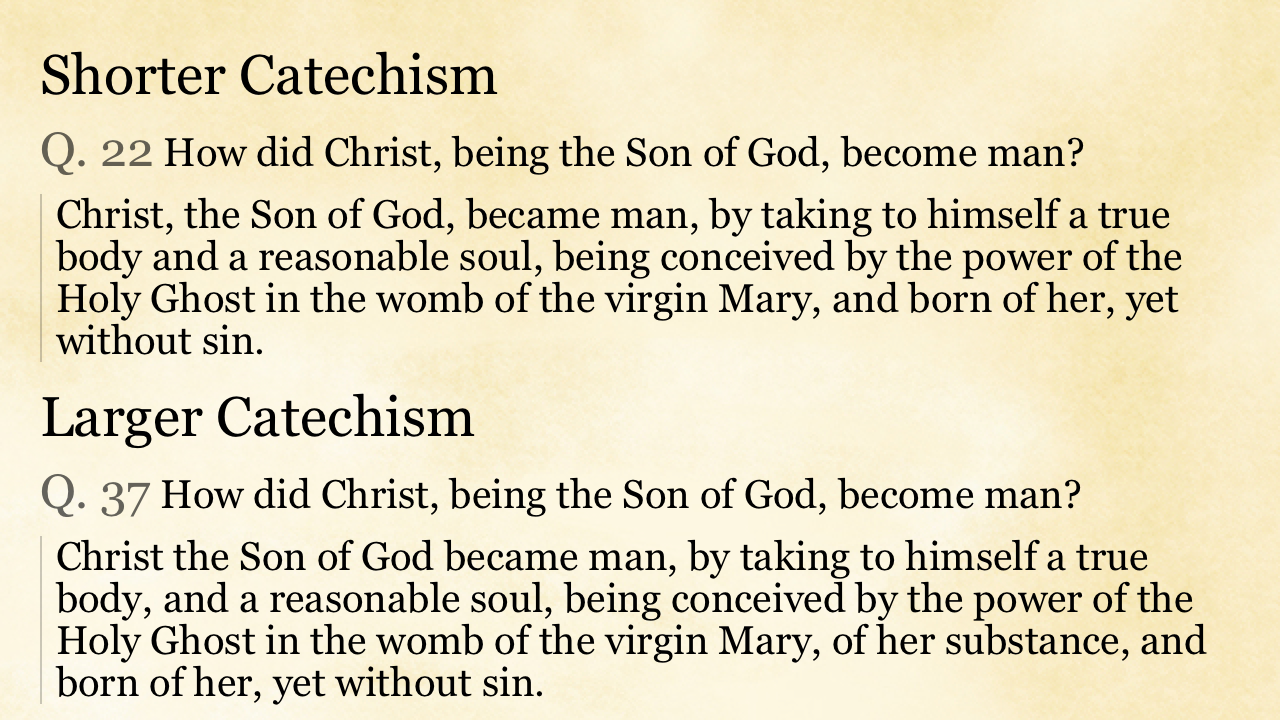 Shorter Catechism
Q. 22 How did Christ, being the Son of God, become man?
Christ, the Son of God, became man, by taking to himself a true
body and a reasonable soul, being conceived by the power of the
Holy Ghost in the womb of the virgin Mary, and born of her, yet
without sin.
Larger Catechism
Q. 37 How did Christ, being the Son of God, become man?
Christ the Son of God became man, by taking to himself a true
body, and a reasonable soul, being conceived by the power of the
Holy Ghost in the womb of the virgin Mary, of her substance, and
born of her, yet without sin.